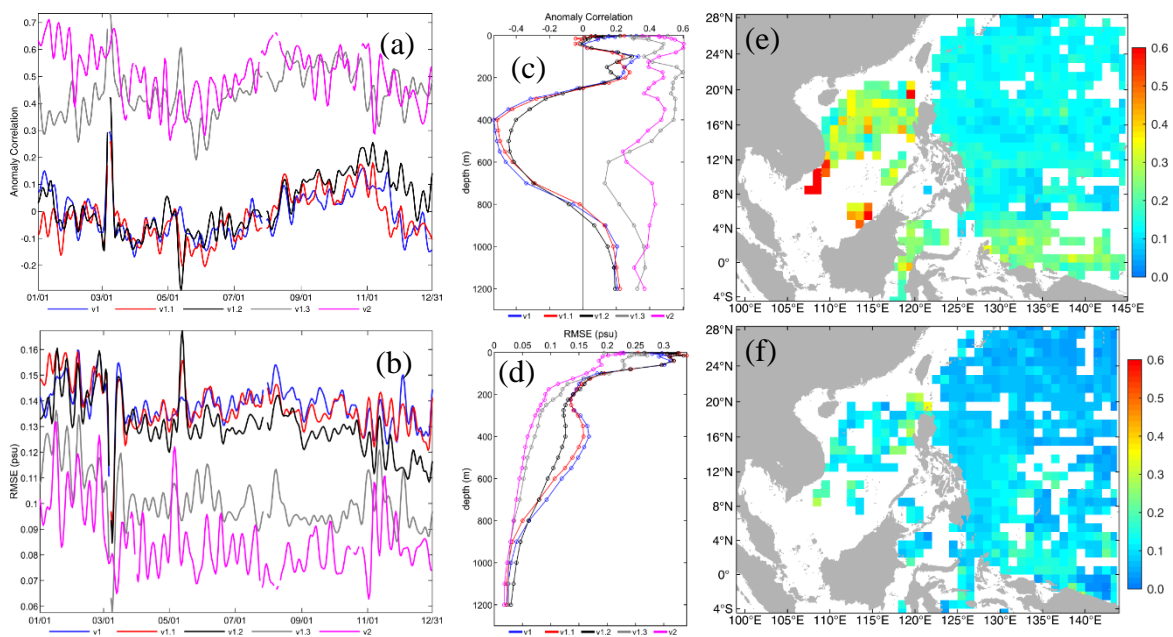 (a)
Anomaly Correlation
0.7
0.6
0.5
0.4
0.3
0.2
0.1
0
-0.1
-0.2
01/01 03/01 05/01 07/01 09/01 11/01 12/31
v1 v1.1 v1.2 v1.3 v2
(b)
RMSE (psu)
0.16
0.15
0.14
0.13
0.12
0.11
0.1
0.09
0.08
0.07
0.06
01/01 03/01 05/01 07/01 09/01 11/01 12/31
v1 v1.1 v1.2 v1.3 v2
Anomaly Correlation
-0.4 -0.2 0 0.2 0.4 0.6
(c)
depth (m)
0
200
400
600
800
1000
1200
v1 v1.1 v1.2 v1.3 v2
RMSE (psu)
0 0.05 0.1 0.15 0.2 0.25 0.3
(d)
depth (m)
0
200
400
600
800
1000
1200
v1 v1.1 v1.2 v1.3 v2
(e)
28°N
24°N
20°N
16°N
12°N
8°N
4°N
0°
4°S
100°E 105°E 110°E 115°E 120°E 125°E 130°E 135°E 140°E 145°E
0.6
0.5
0.4
0.3
0.2
0.1
0.0
(f)
28°N
24°N
20°N
16°N
12°N
8°N
4°N
0°
4°S
99°E 104°E 109°E 114°E 119°E 124°E 129°E 134°E 139°E 144°E
0.6
0.5
0.4
0.3
0.2
0.1
0.0